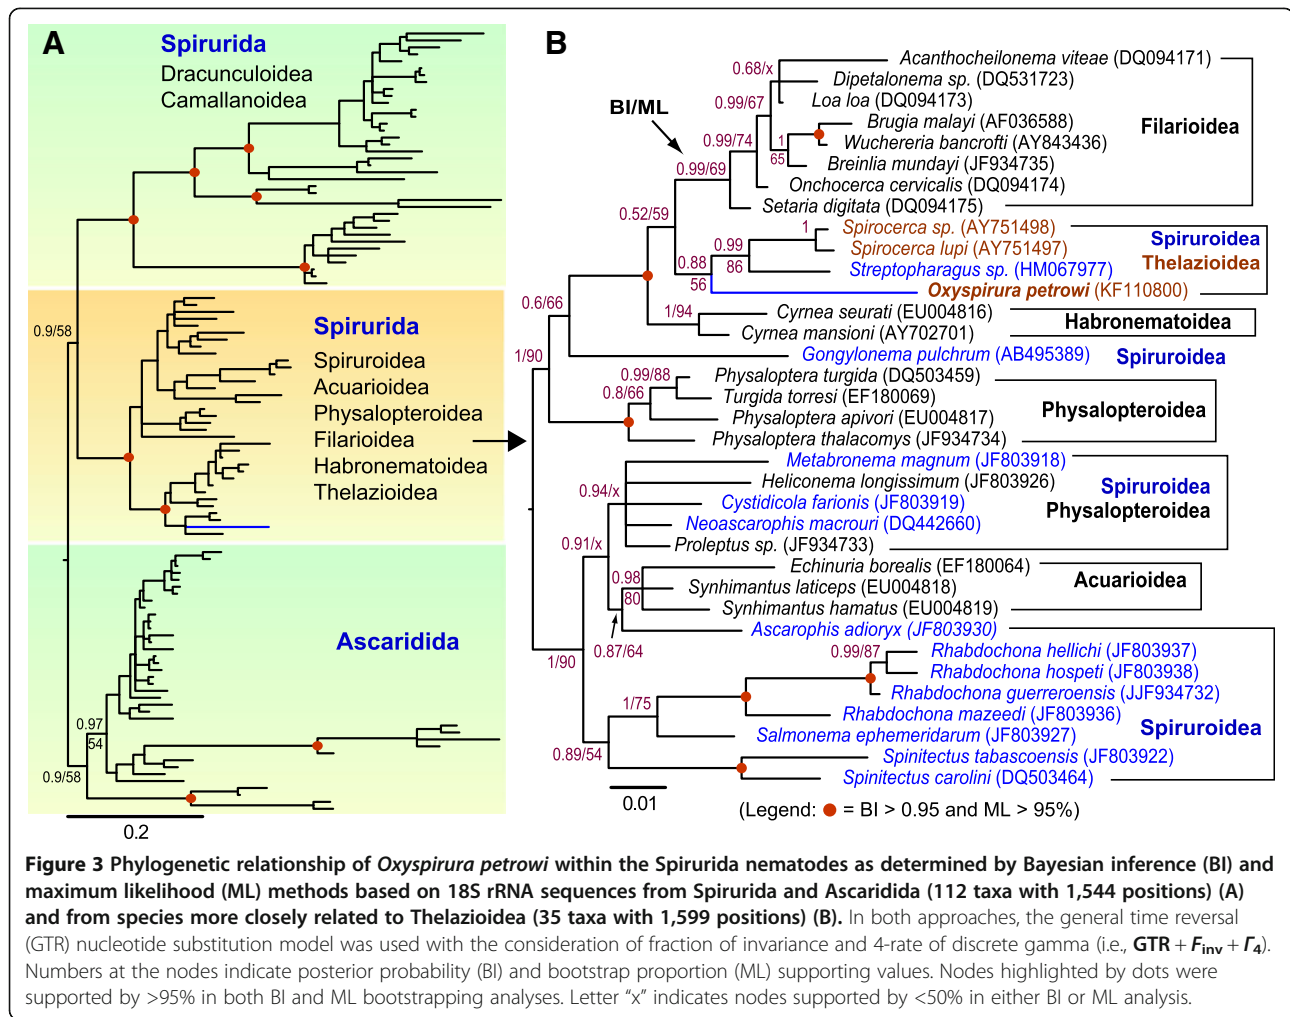 A
Spirurida
Dracunculoidea
Camallanoidea
0.9/58
Spirurida
Spiruroidea
Acuarioidea
Physalopteroidea
Filarioidea
Habronematoidea
Thelazioidea
Ascaridida
0.97
54
0.9/58
0.2
B
BI/ML
0.68/x
0.99/67
0.99/74
1
65
0.99/69
0.52/59
1
0.99
86
0.88
56
0.6/66
1/94
1/90
0.99/88
0.8/66
0.94/x
0.91/x
0.98
80
0.87/64
1/90
0.99/87
1/75
0.89/54
Acanthocheilonema viteae (DQ094171)
Dipetalonema sp. (DQ531723)
Loa loa (DQ094173)
Brugia malayi (AF036588)
Wuchereria bancrofti (AY843436)
Breinlia mundayi (JF934735)
Onchocerca cervicalis (DQ094174)
Setaria digitata (DQ094175)
Filarioidea
Spirocerca sp. (AY751498)
Spirocerca lupi (AY751497)
Streptopharagus sp. (HM067977)
Oxyspirura petrowi (KF110800)
Spiruroidea
Thelazioidea
Cyrnea seurati (EU004816)
Cyrnea mansioni (AY702701)
Habronematoidea
Gongylonema pulchrum (AB495389)
Spiruroidea
Physaloptera turgida (DQ503459)
Turgida torresi (EF180069)
Physaloptera apivori (EU004817)
Physaloptera thalacomys (JF934734)
Physalopteroidea
Metabronema magnum (JF803918)
Heliconema longissimum (JF803926)
Cystidicola farionis (JF803919)
Neoascarophis macrouri (DQ442660)
Proleptus sp. (JF934733)
Spiruroidea
Physalopteroidea
Echinuria borealis (EF180064)
Synhimantus laticeps (EU004818)
Synhimantus hamatus (EU004819)
Acuarioidea
Ascarophis adioryx (JF803930)
Rhabdochona hellichi (JF803937)
Rhabdochona hospeti (JF803938)
Rhabdochona guerreroensis (JJF934732)
Rhabdochona mazeedi (JF803936)
Salmonema ephemeridarum (JF803927)
Spinitectus tabascoensis (JF803922)
Spinitectus carolini (DQ503464)
Spiruroidea
0.01
(Legend: = BI > 0.95 and ML > 95%)
Figure 3 Phylogenetic relationship of Oxyspirura petrowi within the Spirurida nematodes as determined by Bayesian inference (BI) and
maximum likelihood (ML) methods based on 18S rRNA sequences from Spirurida and Ascaridida (112 taxa with 1,544 positions) (A)
and from species more closely related to Thelazioidea (35 taxa with 1,599 positions) (B). In both approaches, the general time reversal
(GTR) nucleotide substitution model was used with the consideration of fraction of invariance and 4-rate of discrete gamma (i.e., GTR + Finv + Γ4).
Numbers at the nodes indicate posterior probability (BI) and bootstrap proportion (ML) supporting values. Nodes highlighted by dots were
supported by >95% in both BI and ML bootstrapping analyses. Letter “x” indicates nodes supported by <50% in either BI or ML analysis.